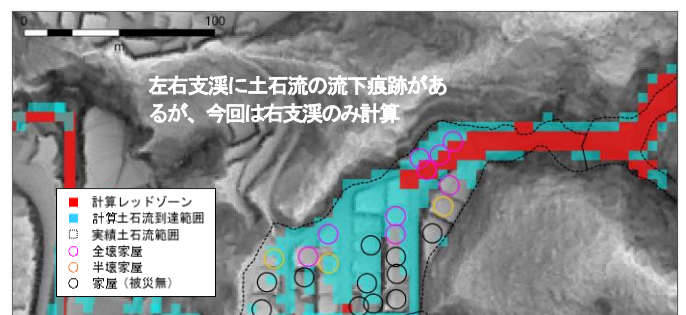 0 100
m
左右支渓に土石流の流下痕跡があ
るが、今回は右支渓のみ計算
計算レッドゾーン
計算土石流到達範囲
実績土石流範囲
全壊家屋
半壊家屋
家屋（被災無）